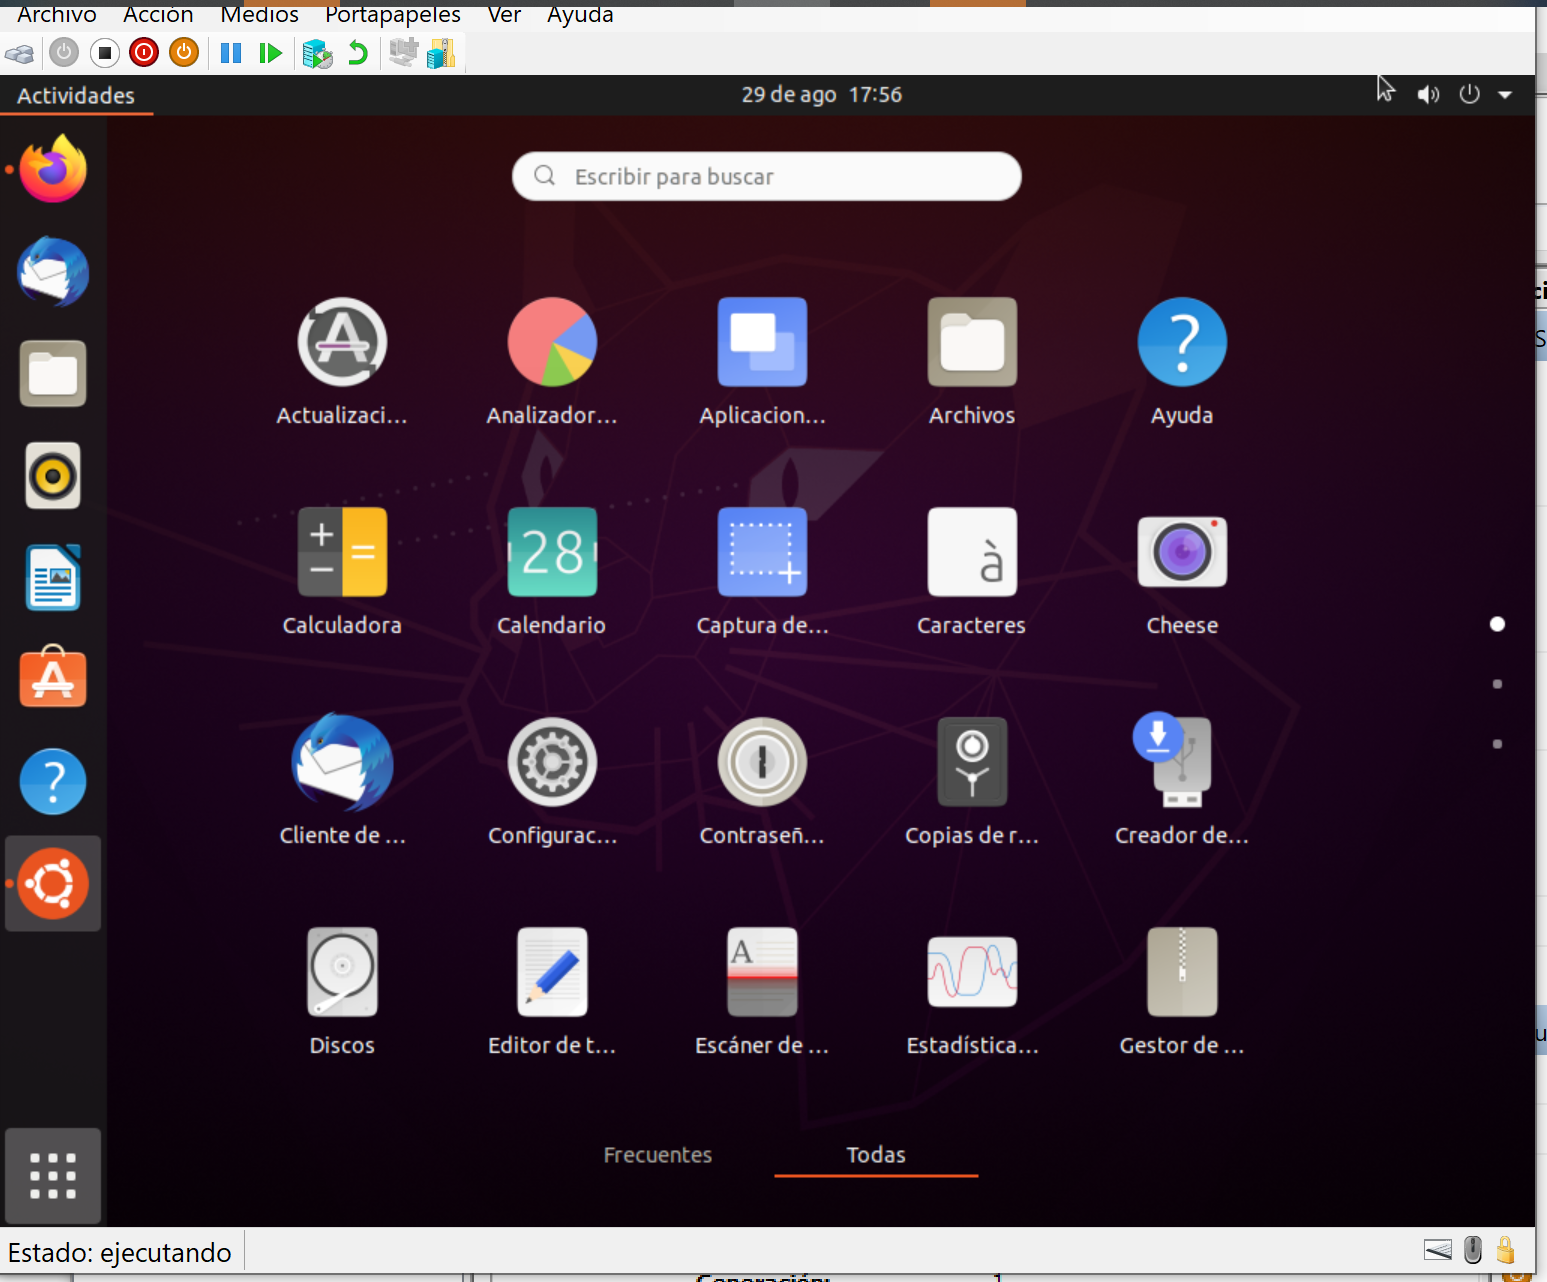 Archivo Acción Medios Portapapeles Ver Ayuda
Actividades 29 de ago 17:56
Escribir para buscar
Actualizaci... Analizador... Aplicacion... Archivos Ayuda
28
à
Calculadora Calendario Captura de... Caracteres Cheese
Cliente de ... Configurac... Contraseñ... Copias de r... Creador de...
A
Discos Editor de t... Escáner de ... Estadística... Gestor de ...
Frecuentes Todas
Estado: ejecutando
Generación: 1